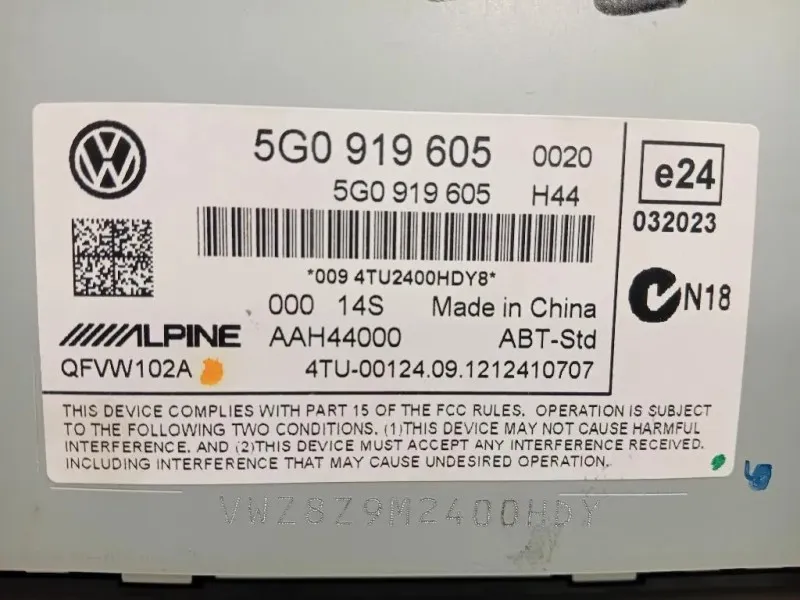 5G0 919 605 0020
5G0 919 605 H44
*009 4TU2400HDY8*
000 14S Made in China
ALPINE AAH44000 ABT-Std
QFVW102A 4TU-00124.09.1212410707
e24
032023
N18
THIS DEVICE COMPLIES WITH PART 15 OF THE FCC RULES. OPERATION IS SUBJECT
TO THE FOLLOWING TWO CONDITIONS. (1)THIS DEVICE MAY NOT CAUSE HARMFUL
INTERFERENCE. AND (2)THIS DEVICE MUST ACCEPT ANY INTERFERENCE RECEIVED.
INCLUDING INTERFERENCE THAT MAY CAUSE UNDESIRED OPERATION.
VWZ8Z9M2400HDY